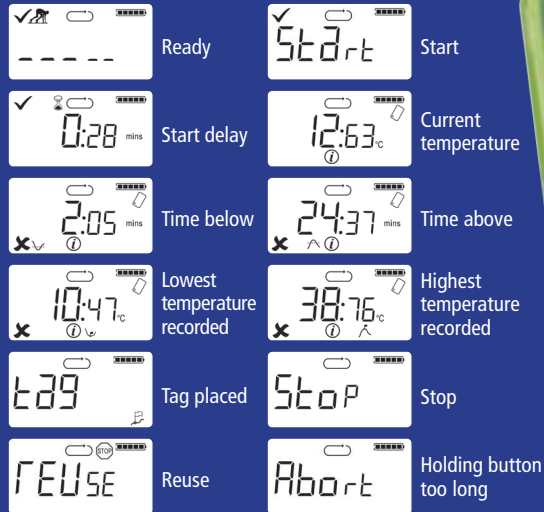 _ _ _ _ _
Ready
Start
Start
0:28 mins
Start delay
12:63°C
i
Current
temperature
2:05 mins
i
Time below
24:37 mins
i
Time above
10:47°C
i
Lowest
temperature
recorded
38:76°C
i
Highest
temperature
recorded
tag
Tag placed
Stop
Stop
STOP
rEUSE
Reuse
Abort
Holding button
too long